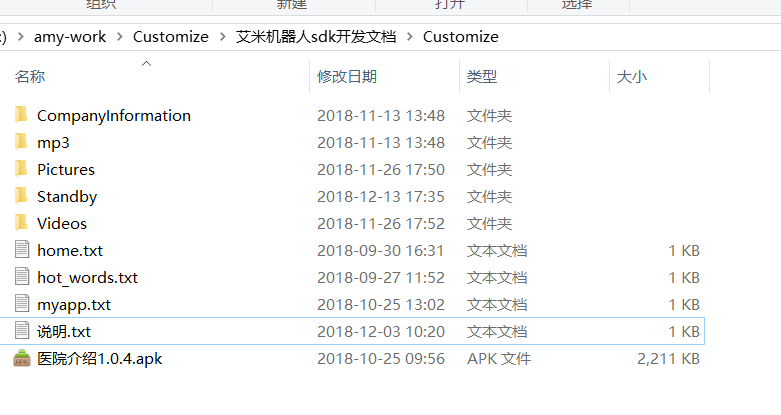 组织 新建 打开 选择
:) > amy-work > Customize > 艾米机器人sdk开发文档 > Customize
名称 修改日期 类型 大小
CompanyInformation 2018-11-13 13:48 文件夹
mp3 2018-11-13 13:48 文件夹
Pictures 2018-11-26 17:50 文件夹
Standby 2018-12-13 17:35 文件夹
Videos 2018-11-26 17:52 文件夹
home.txt 2018-09-30 16:31 文本文档 1 KB
hot_words.txt 2018-09-27 11:52 文本文档 1 KB
myapp.txt 2018-10-25 13:02 文本文档 1 KB
说明.txt 2018-12-03 10:20 文本文档 1 KB
医院介绍1.0.4.apk 2018-10-25 09:56 APK 文件 2,211 KB